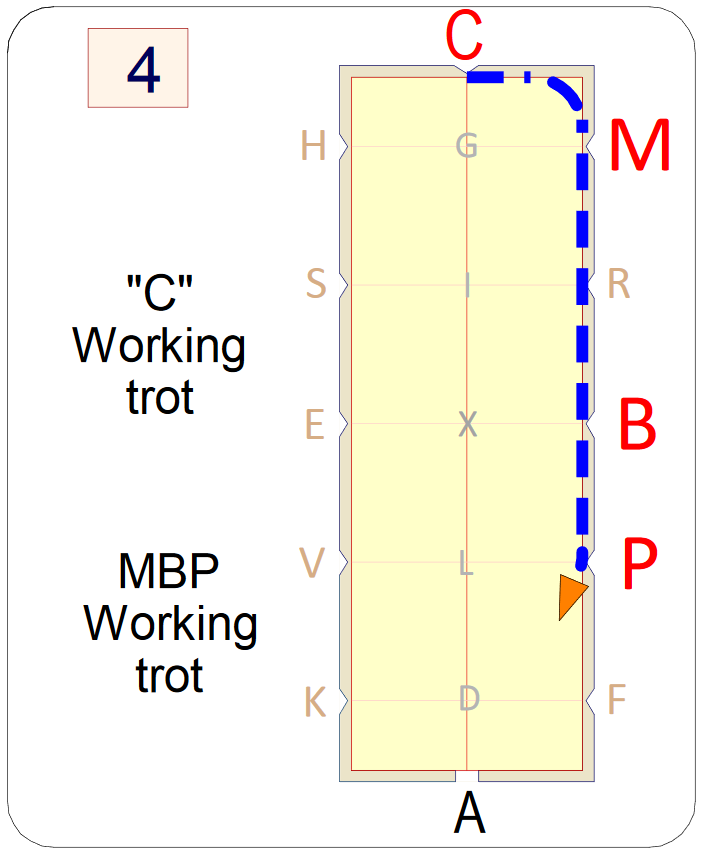 4
C
H G M
S I R
"C"
Working
trot
E X B
V L P
MBP
Working
trot
K D F
A